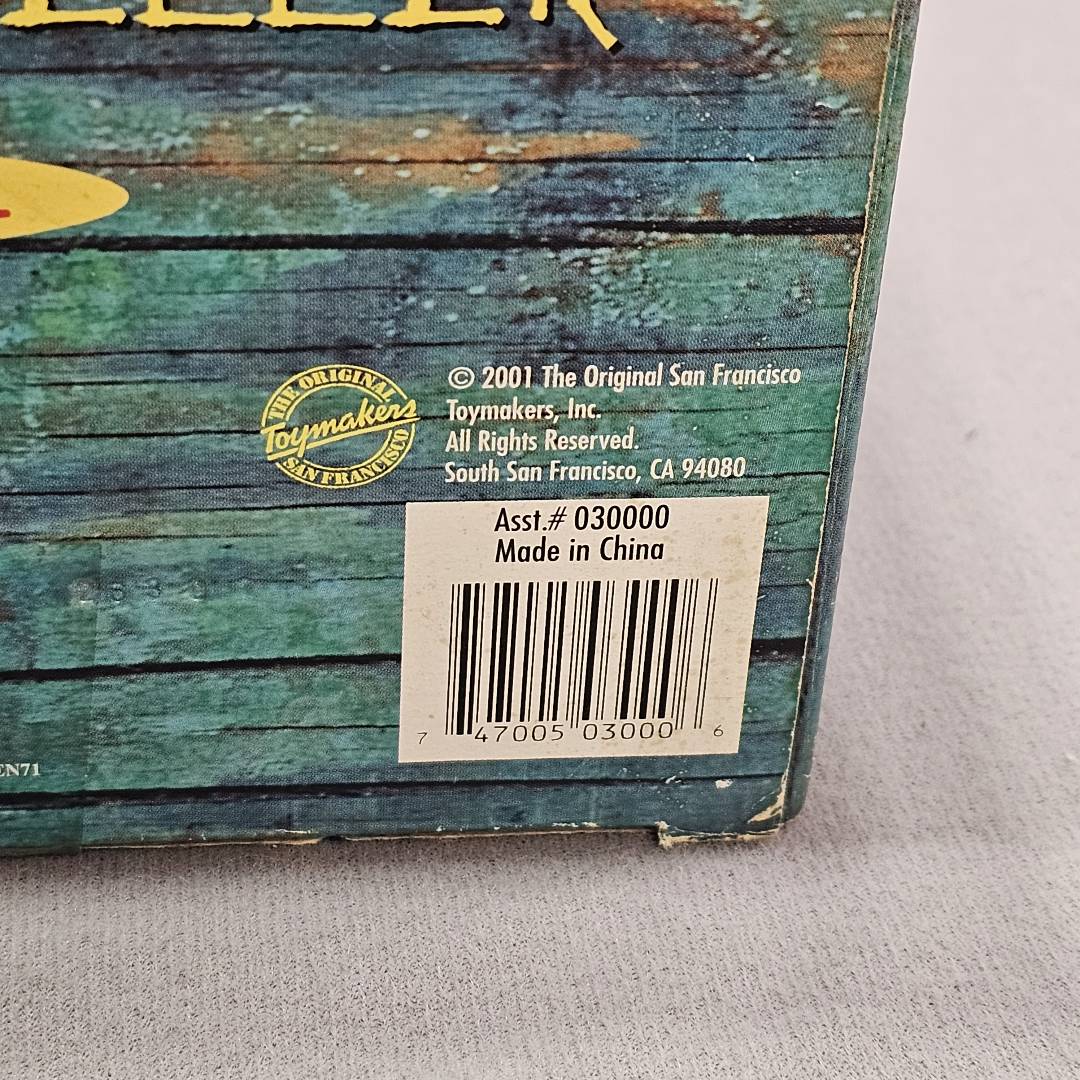 THE ORIGINAL
Toymakers
SAN FRANCISCO
© 2001 The Original San Francisco
Toymakers, Inc.
All Rights Reserved.
South San Francisco, CA 94080
Asst.# 030000
Made in China
7 47005 03000 6
EN71